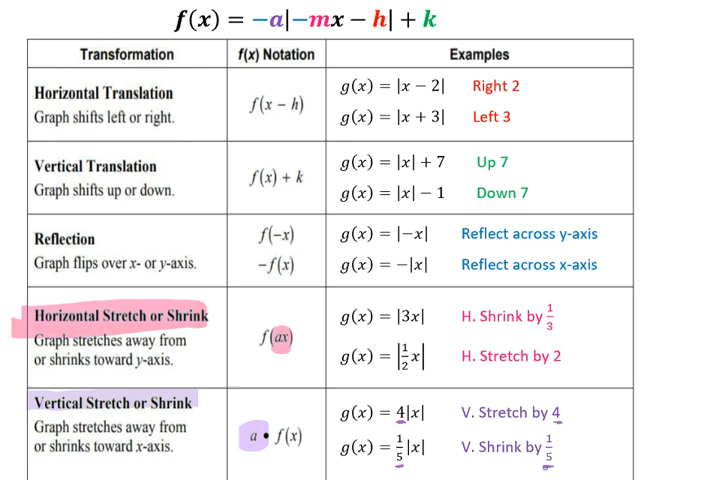 f(x) = −a|−mx − h| + k
Transformation f(x) Notation Examples
Horizontal Translation
Graph shifts left or right.
f(x − h)
g(x) = |x − 2| Right 2
g(x) = |x + 3| Left 3
Vertical Translation
Graph shifts up or down.
f(x) + k
g(x) = |x| + 7 Up 7
g(x) = |x| − 1 Down 7
Reflection
Graph flips over x- or y-axis.
f(−x)
−f(x)
g(x) = |−x| Reflect across y-axis
g(x) = −|x| Reflect across x-axis
Horizontal Stretch or Shrink
Graph stretches away from
or shrinks toward y-axis.
f(ax)
g(x) = |3x| H. Shrink by 1/3
g(x) = |1/2 x| H. Stretch by 2
Vertical Stretch or Shrink
Graph stretches away from
or shrinks toward x-axis.
a • f(x)
g(x) = 4|x| V. Stretch by 4
g(x) = 1/5 |x| V. Shrink by 1/5